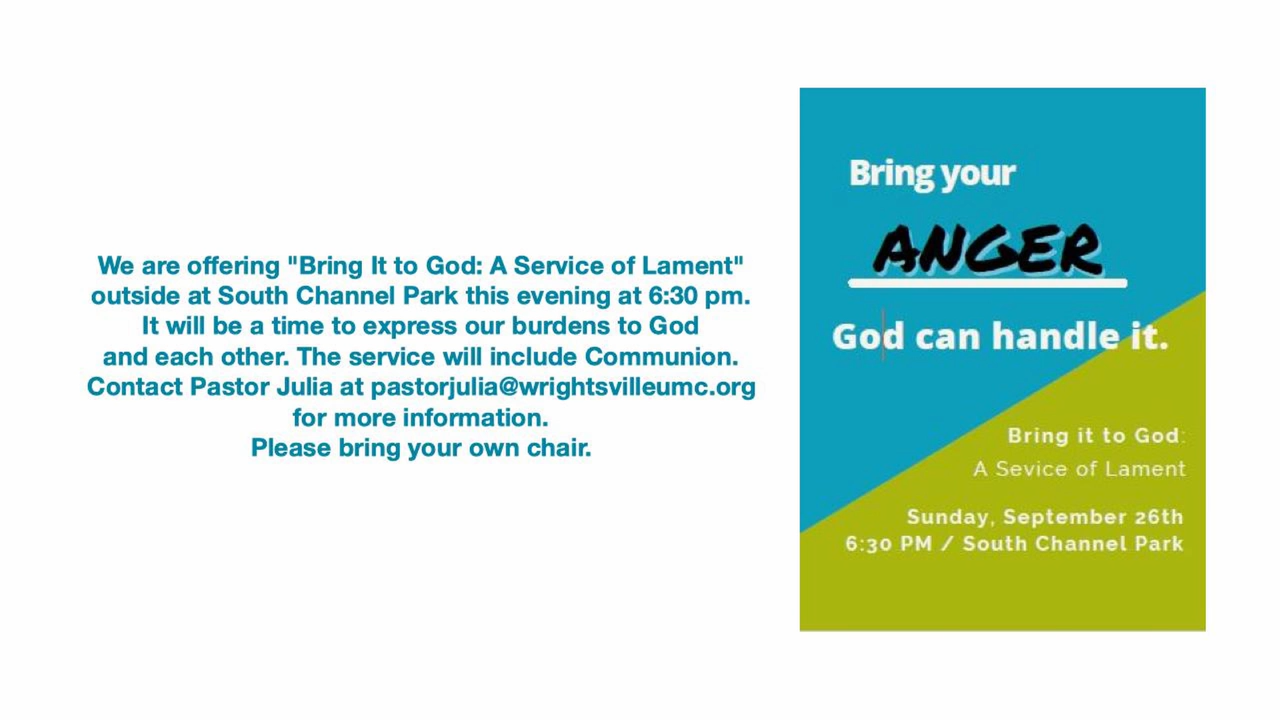 We are offering "Bring It to God: A Service of Lament"
outside at South Channel Park this evening at 6:30 pm.
It will be a time to express our burdens to God
and each other. The service will include Communion.
Contact Pastor Julia at pastorjulia@wrightsvilleumc.org
for more information.
Please bring your own chair.
Bring your
ANGER
God can handle it.
Bring it to God:
A Sevice of Lament
Sunday, September 26th
6:30 PM / South Channel Park